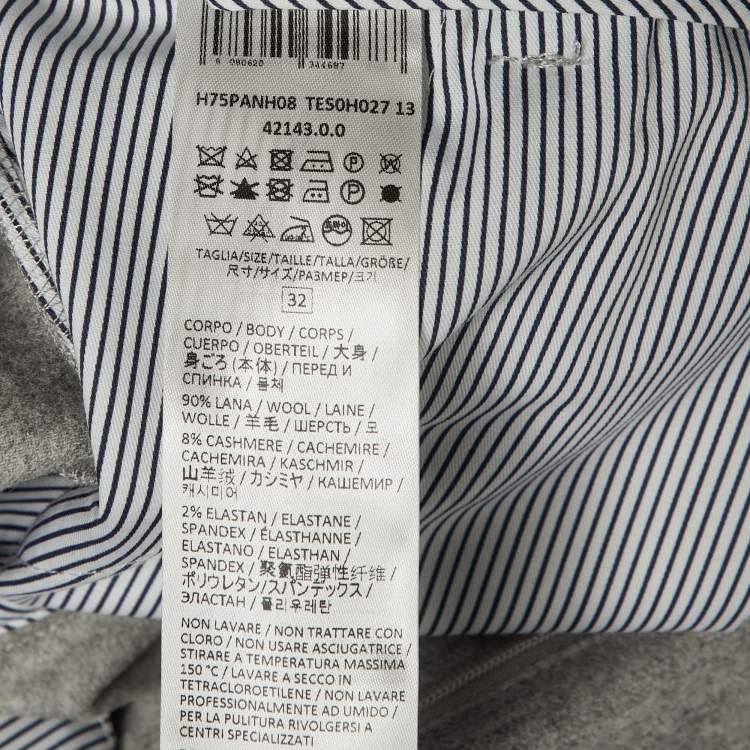 H75PANH08 TES0H027 13
42143.0.0
TAGLIA/SIZE/TAILLE/TALLA/GRÖßE/
尺寸/サイズ/РАЗМЕР/크기
32
CORPO / BODY / CORPS /
CUERPO / OBERTEIL / 大身 /
身ごろ (本体) / ПЕРЕД И
СПИНКА / 몸체
90% LANA / WOOL / LAINE /
WOLLE / 羊毛 / ШЕРСТЬ / 모
8% CASHMERE / CACHEMIRE /
CACHEMIRA / KASCHMIR /
山羊绒 / カシミヤ / КАШЕМИР /
캐시미어
2% ELASTAN / ELASTANE /
SPANDEX / ÉLASTHANNE /
ELASTANO / ELASTHAN /
SPANDEX / 聚氨酯弹性纤维 /
ポリウレタン/スパンデックス/
ЭЛАСТАН / 폴리우레탄
NON LAVARE / NON TRATTARE CON
CLORO / NON USARE ASCIUGATRICE /
STIRARE A TEMPERATURA MASSIMA
150 °C / LAVARE A SECCO IN
TETRACLOROETILENE / NON LAVARE
PROFESSIONALMENTE AD UMIDO /
PER LA PULITURA RIVOLGERSI A
CENTRI SPECIALIZZATI